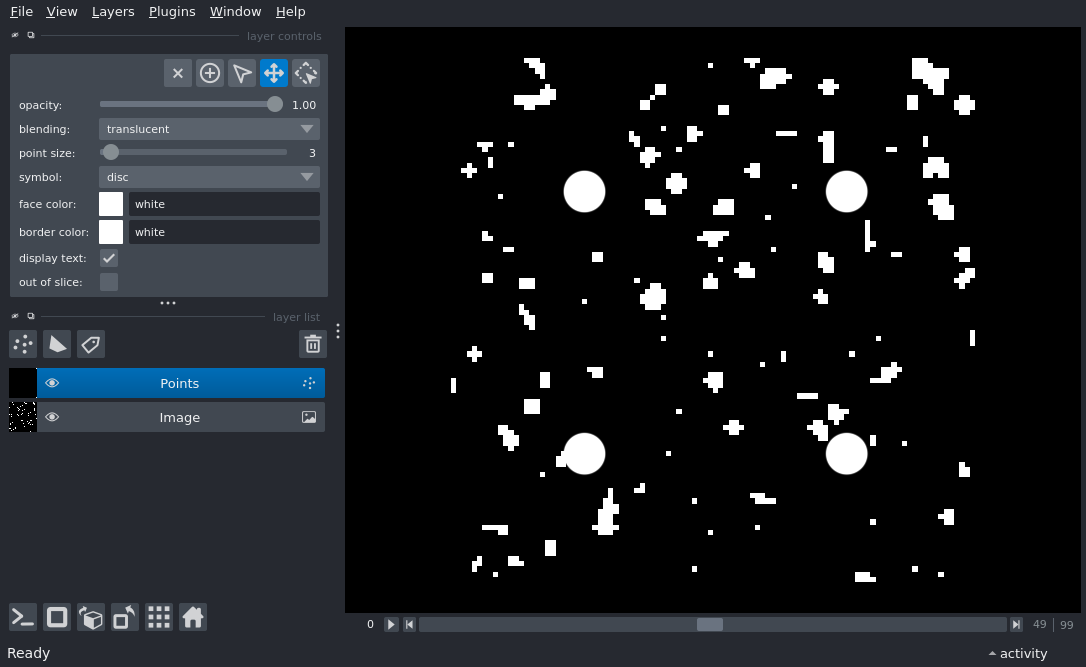 File View Layers Plugins Window Help
layer controls
opacity: 1.00
blending: translucent
point size: 3
symbol: disc
face color: white
border color: white
display text:
out of slice:
layer list
Points
Image
0 49 99
Ready activity